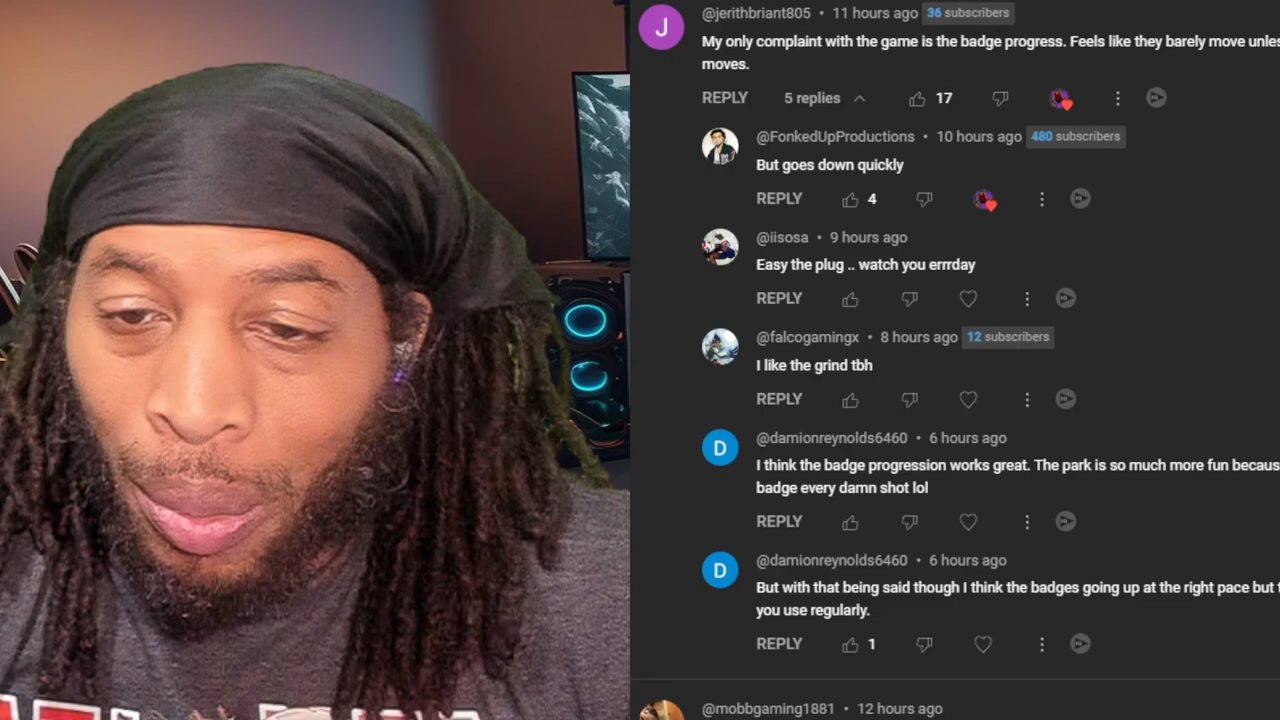 @jerithbriant805 • 11 hours ago 36 subscribers
My only complaint with the game is the badge progress. Feels like they barely move
moves.
REPLY 5 replies 17
@FonkedUpProductions • 10 hours ago 480 subscribers
But goes down quickly
REPLY 4
@iisosa • 9 hours ago
Easy the plug .. watch you errrday
REPLY
@falcogamingx • 8 hours ago 12 subscribers
I like the grind tbh
REPLY
@damionreynolds6460 • 6 hours ago
I think the badge progression works great. The park is so much more fun
badge every damn shot lol
REPLY
@damionreynolds6460 • 6 hours ago
But with that being said though I think the badges going up at the right pace but
you use regularly.
REPLY 1
@mobbgaming1881 • 12 hours ago
J
D
D